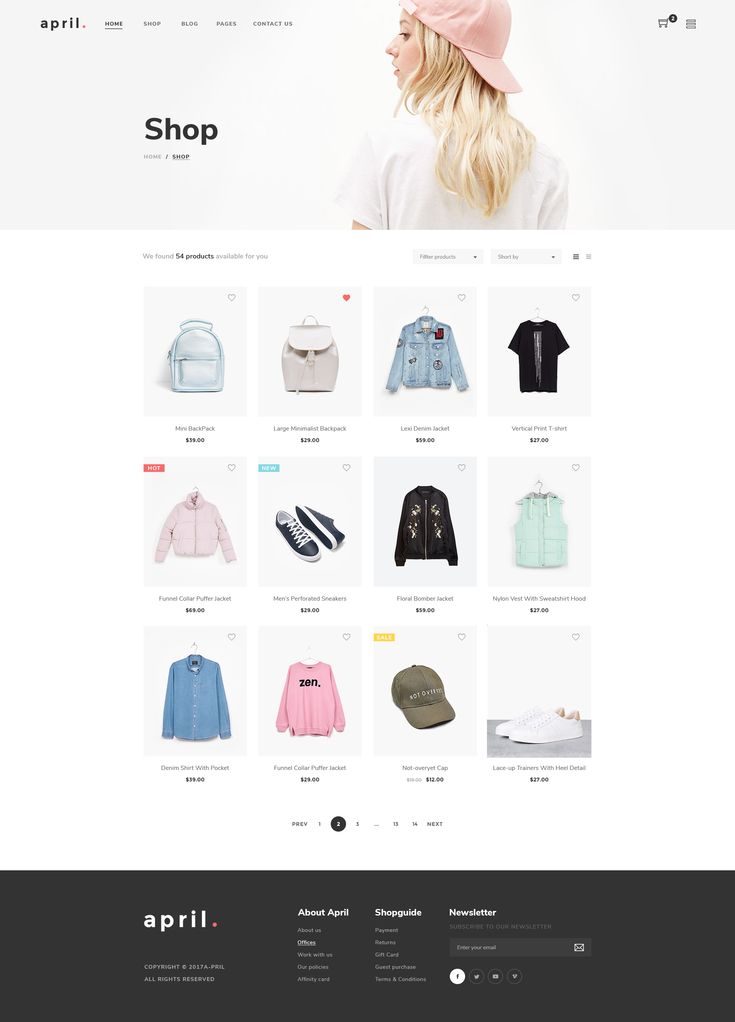 april.
HOME SHOP BLOG PAGES CONTACT US
2
Shop
HOME / SHOP
We found 54 products available for you
Fillter products
Short by
Mini BackPack
$39.00
Large Minimalist Backpack
$29.00
Lexi Denim Jacket
$59.00
Vertical Print T-shirt
$27.00
HOT
Funnel Collar Puffer Jacket
$69.00
NEW
Men's Perforated Sneakers
$29.00
Floral Bomber Jacket
$59.00
Nylon Vest With Sweatshirt Hood
$27.00
Denim Shirt With Pocket
$39.00
zen.
Funnel Collar Puffer Jacket
$29.00
SALE
NOT OVERYET
Not-overyet Cap
$19.00 $12.00
Lace-up Trainers With Heel Detail
$27.00
PREV 1 2 3 ... 13 14 NEXT
april.
COPYRIGHT © 2017A-PRIL
ALL RIGHTS RESERVED
About April
About us
Offices
Work with us
Our policies
Affinity card
Shopguide
Payment
Returns
Gift Card
Guest purchase
Terms & Conditions
Newsletter
SUBSCRIBE TO OUR NEWSLETTER
Enter your email